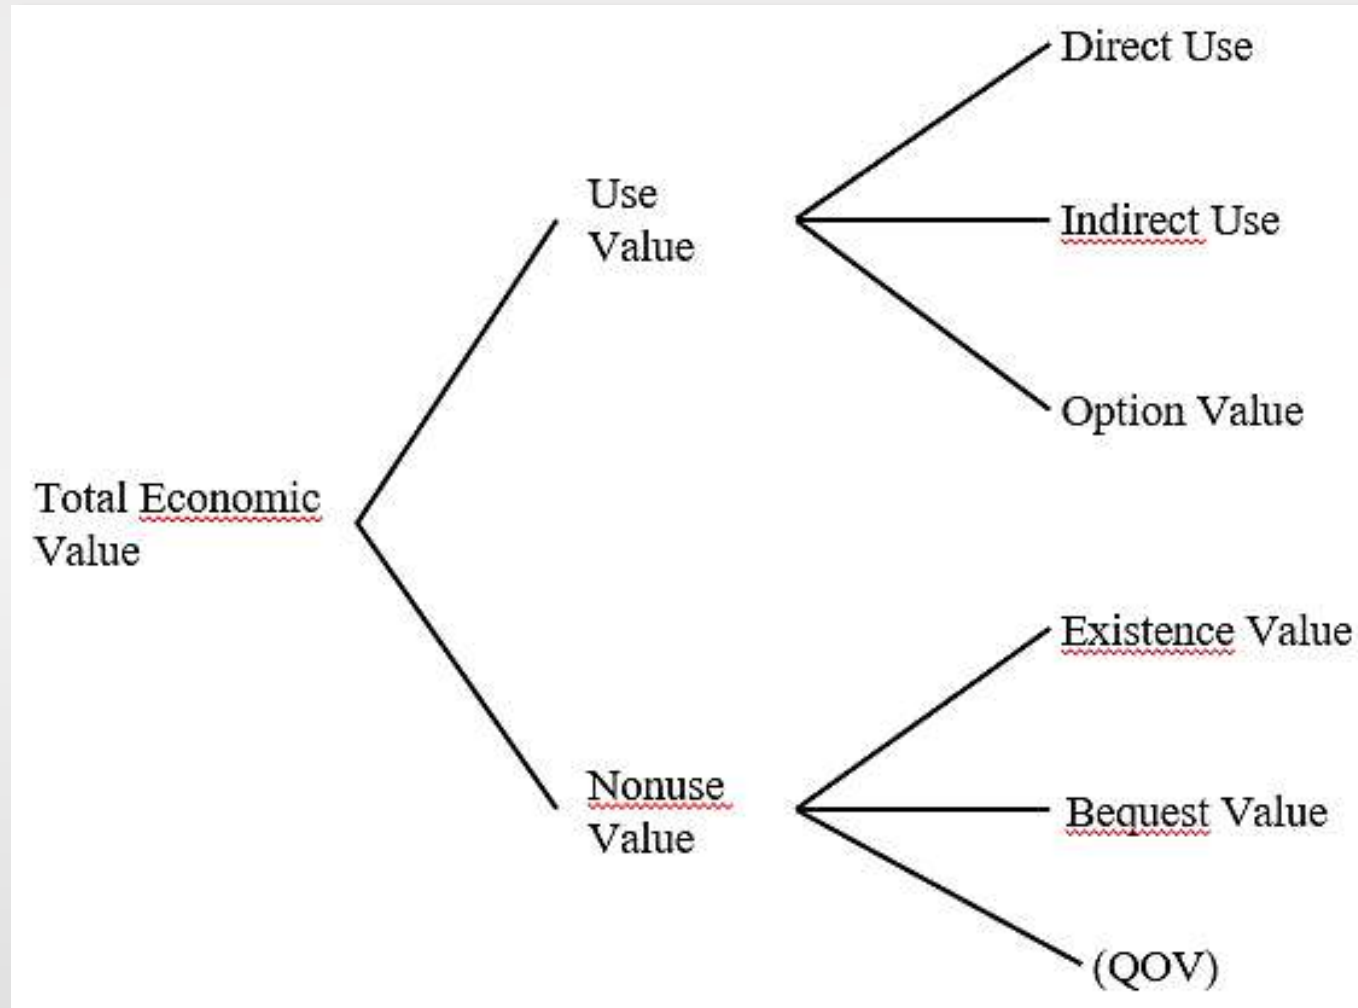 Direct Use
Use
Value
Indirect Use
Option Value
Total Economic
Value
Existence Value
Nonuse
Value
Bequest Value
(QOV)